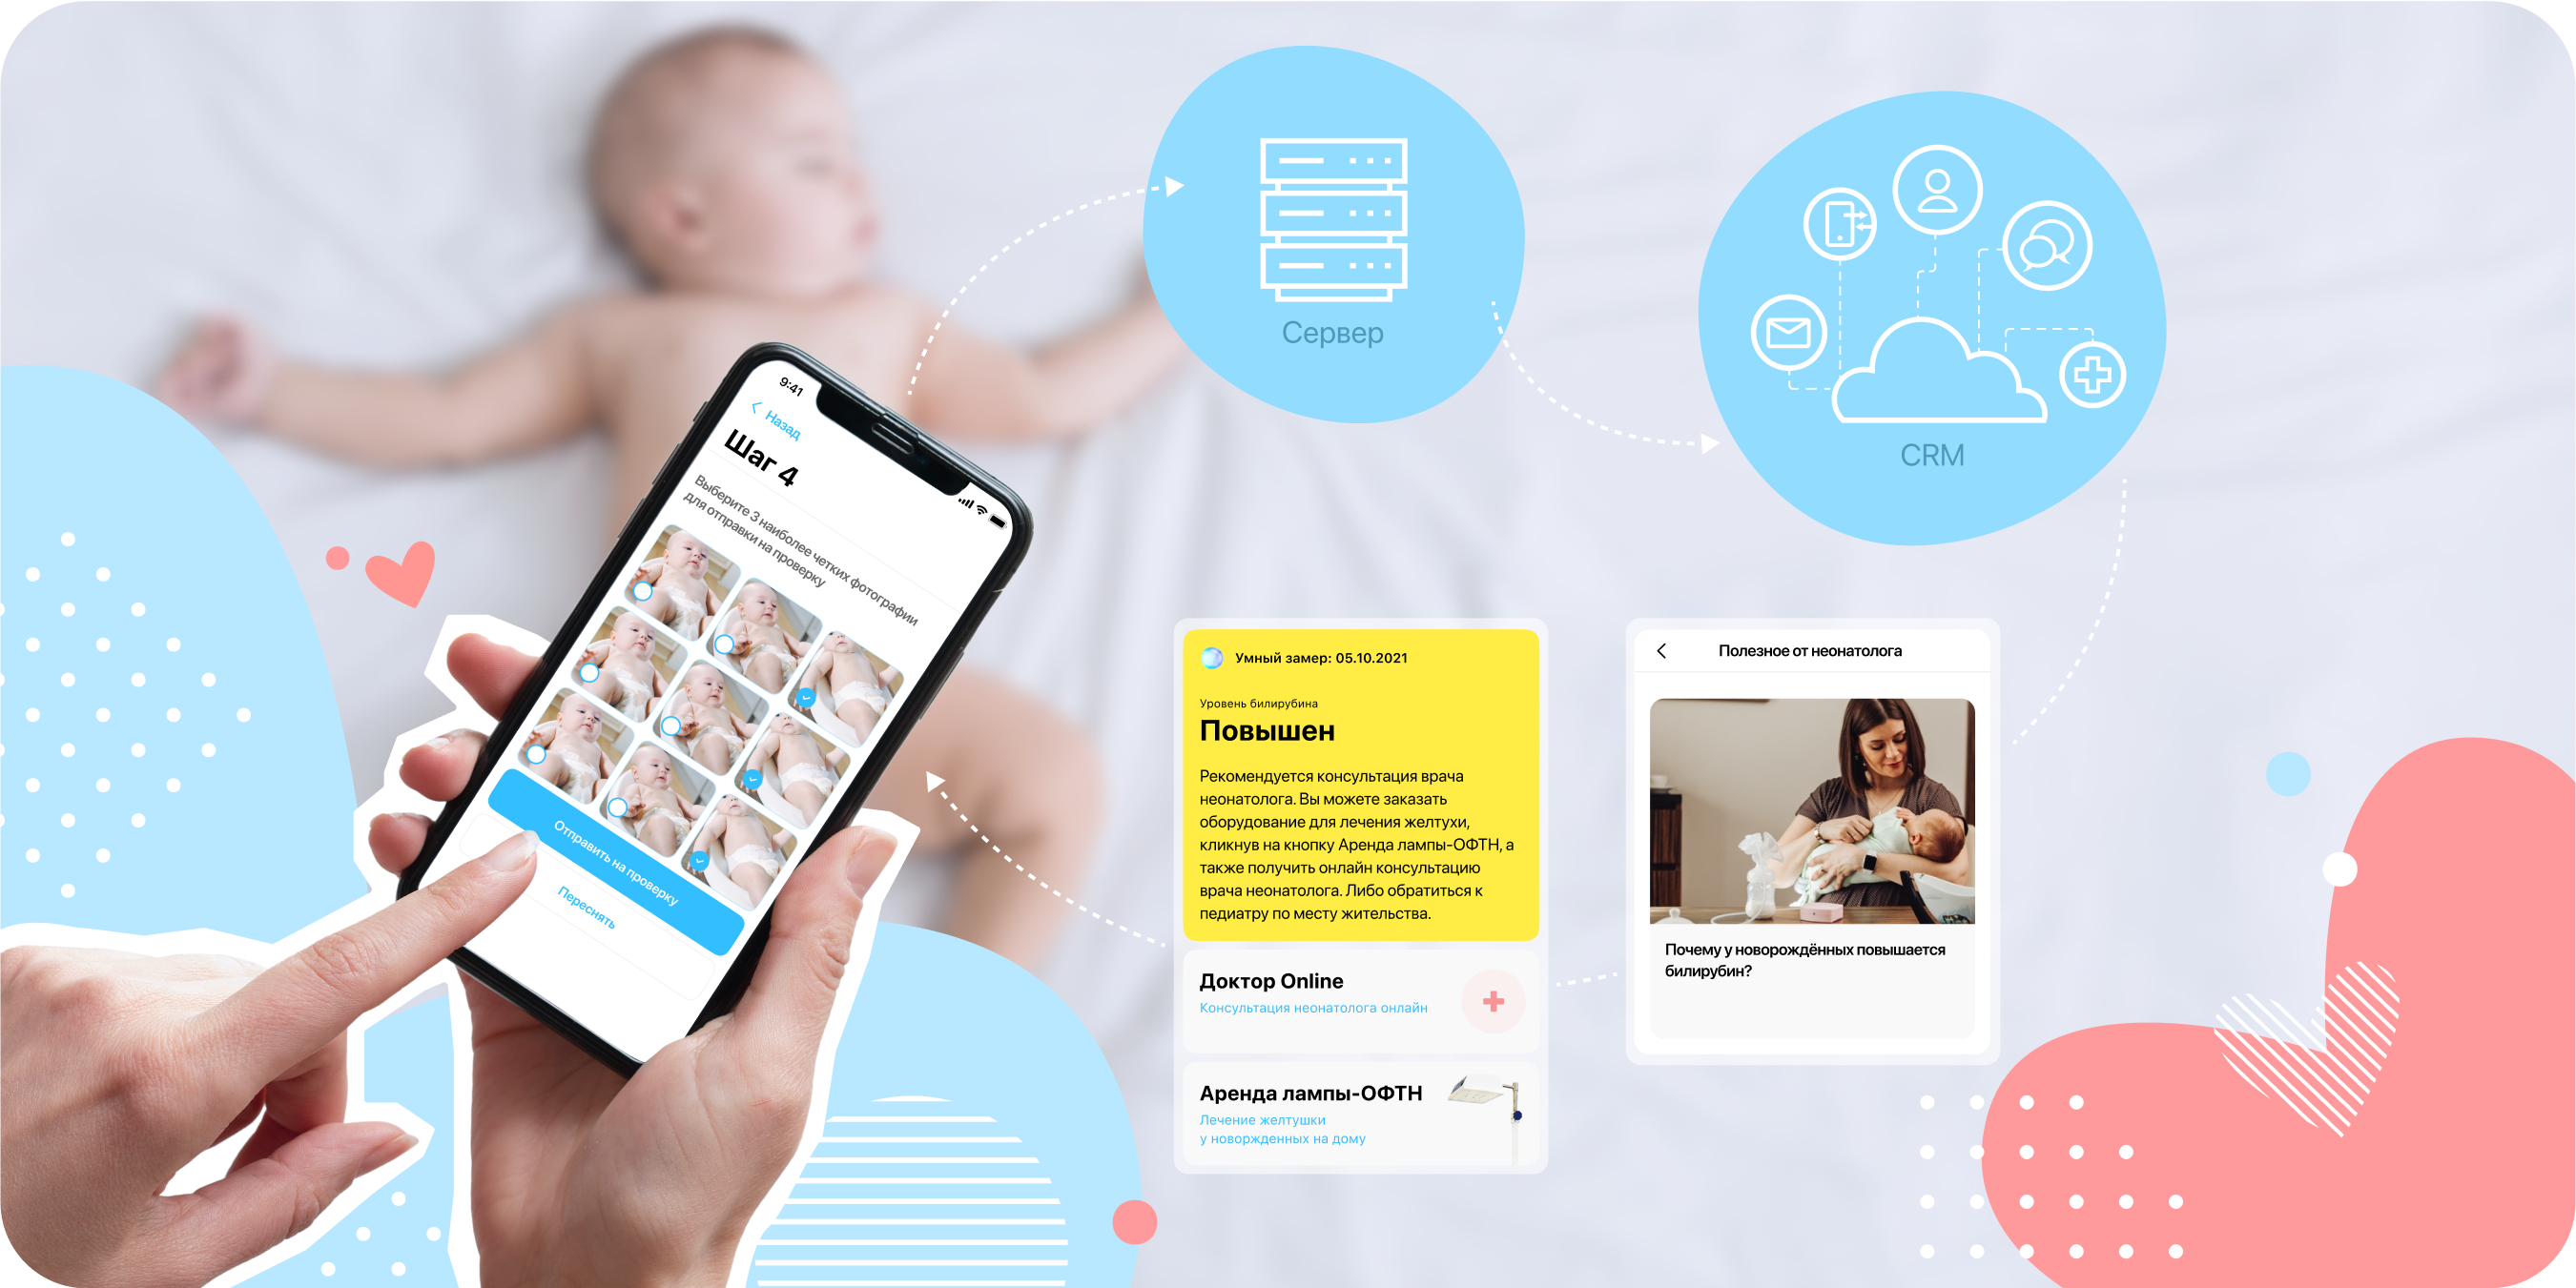 9:41
Назад
Шаг 4
Выберите 3 наиболее четких фотографии
для отправки на проверку
Отправить на проверку
Переснять
Сервер
CRM
Умный замер: 05.10.2021
Уровень билирубина
Повышен
Рекомендуется консультация врача
неонатолога. Вы можете заказать
оборудование для лечения желтухи,
кликнув на кнопку Аренда лампы-ОФТН, а
также получить онлайн консультацию
врача неонатолога. Либо обратиться к
педиатру по месту жительства.
Доктор Online
Консультация неонатолога онлайн
Аренда лампы-ОФТН
Лечение желтушки
у новоржденных на дому
Полезное от неонатолога
Почему у новорождённых повышается
билирубин?